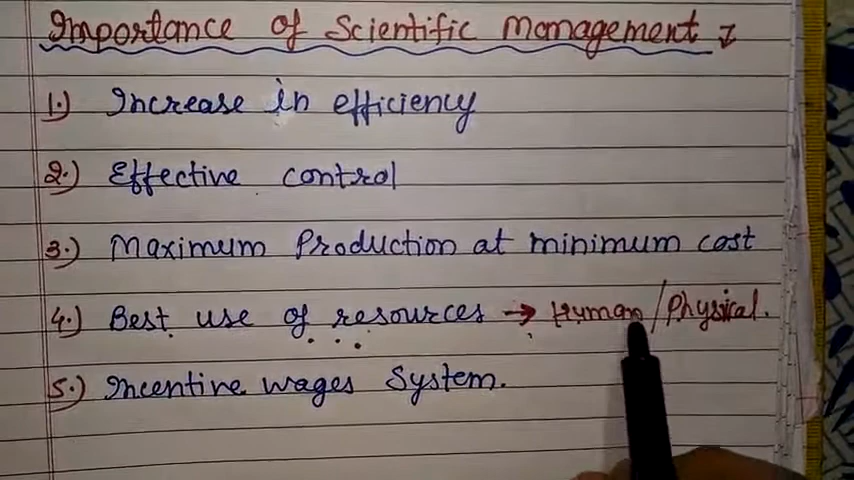 Importance of Scientific management :
1.) Increase in efficiency
2.) Effective control
3.) Maximum Production at minimum cost
4.) Best use of resources → Human/Physical.
5.) Incentive wages System.